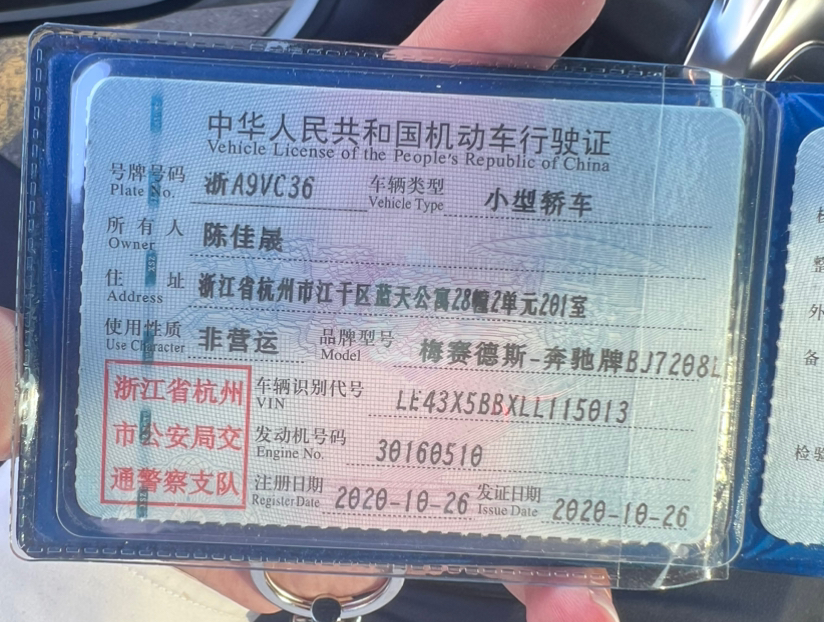 中华人民共和国机动车行驶证
Vehicle License of the People's Republic of China
号牌号码 浙A9VC36 车辆类型 小型轿车
Plate No. Vehicle Type
所有人 陈佳晟
Owner
住址 浙江省杭州市江干区蓝天公寓28幢2单元201室
Address
使用性质 非营运 品牌型号 梅赛德斯-奔驰牌BJ7208L
Use Character Model
浙江省杭州 车辆识别代号 LE43X5BBXLL115013
VIN
市公安局交 发动机号码 30160510
Engine No.
通警察支队 注册日期 2020-10-26 发证日期 2020-10-26
Register Date Issue Date
整
外
备
检验